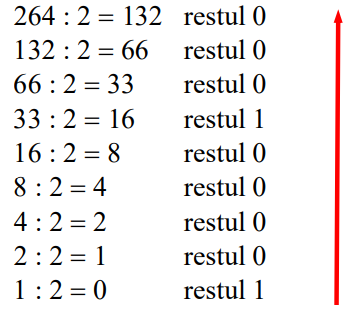 264 : 2 = 132 restul 0
132 : 2 = 66 restul 0
66 : 2 = 33 restul 0
33 : 2 = 16 restul 1
16 : 2 = 8 restul 0
8 : 2 = 4 restul 0
4 : 2 = 2 restul 0
2 : 2 = 1 restul 0
1 : 2 = 0 restul 1